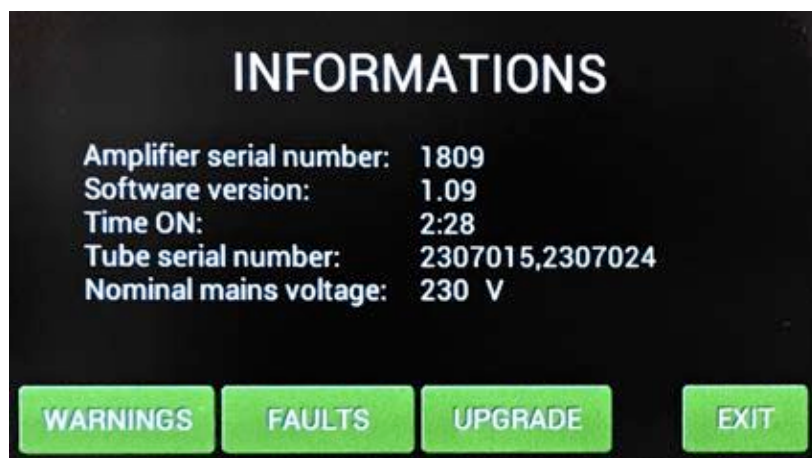 INFORMATIONS
Amplifier serial number: 1809
Software version: 1.09
Time ON: 2:28
Tube serial number: 2307015,2307024
Nominal mains voltage: 230 V
WARNINGS FAULTS UPGRADE EXIT